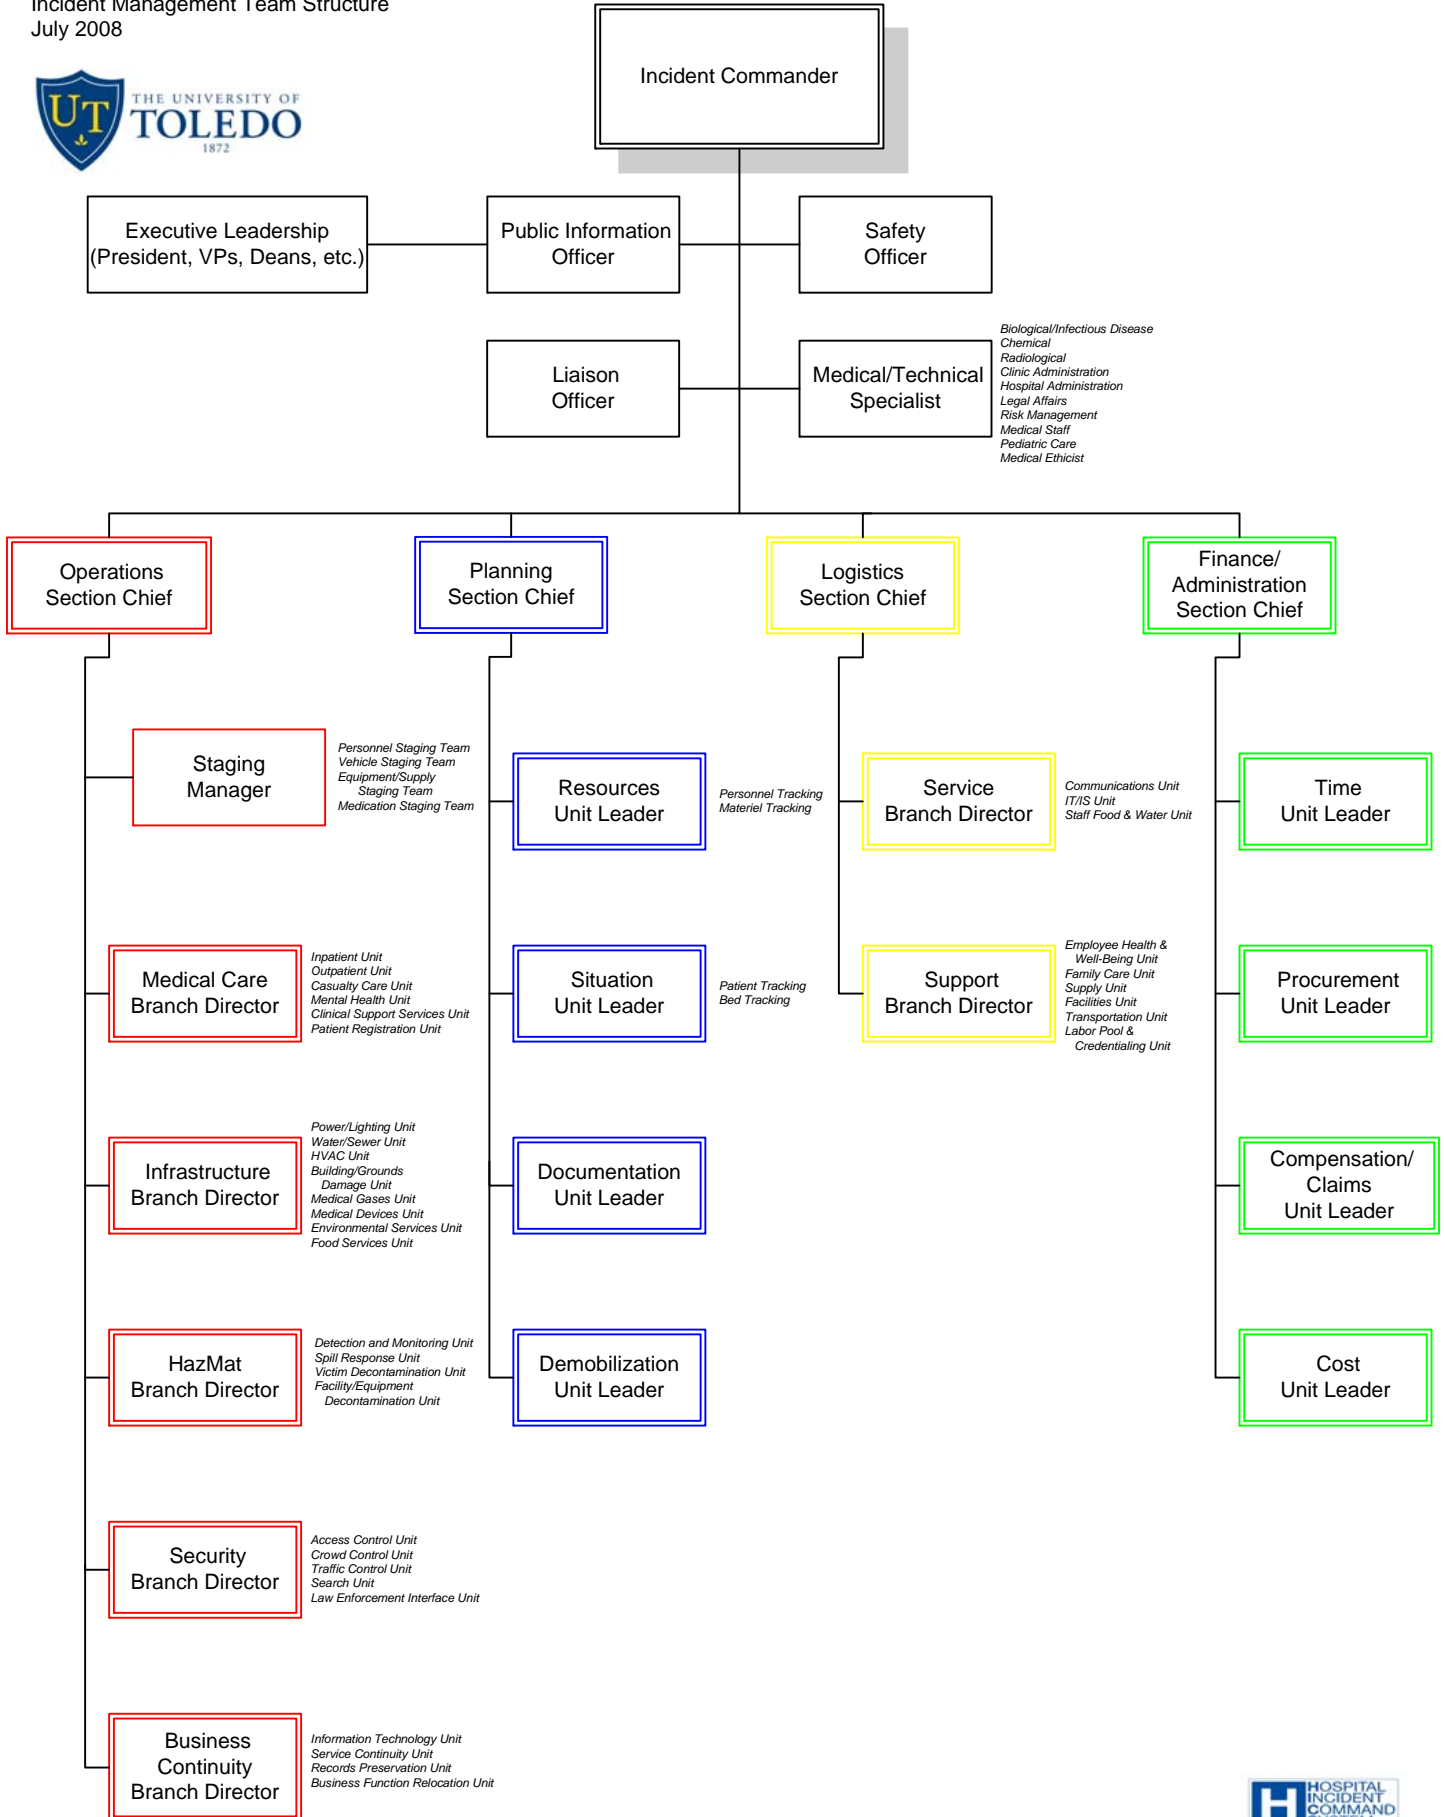 Incident Management Team Structure
July 2008
UT
THE UNIVERSITY OF
TOLEDO
1872
Incident Commander
Executive Leadership
(President, VPs, Deans, etc.)
Public Information
Officer
Safety
Officer
Liaison
Officer
Medical/Technical
Specialist
Biological/Infectious Disease
Chemical
Radiological
Clinic Administration
Hospital Administration
Legal Affairs
Risk Management
Medical Staff
Pediatric Care
Medical Ethicist
Operations
Section Chief
Planning
Section Chief
Logistics
Section Chief
Finance/
Administration
Section Chief
Staging
Manager
Personnel Staging Team
Vehicle Staging Team
Equipment/Supply
Staging Team
Medication Staging Team
Resources
Unit Leader
Personnel Tracking
Materiel Tracking
Service
Branch Director
Communications Unit
IT/IS Unit
Staff Food & Water Unit
Time
Unit Leader
Medical Care
Branch Director
Inpatient Unit
Outpatient Unit
Casualty Care Unit
Mental Health Unit
Clinical Support Services Unit
Patient Registration Unit
Situation
Unit Leader
Patient Tracking
Bed Tracking
Support
Branch Director
Employee Health &
Well-Being Unit
Family Care Unit
Supply Unit
Facilities Unit
Transportation Unit
Labor Pool &
Credentialing Unit
Procurement
Unit Leader
Infrastructure
Branch Director
Power/Lighting Unit
Water/Sewer Unit
HVAC Unit
Building/Grounds
Damage Unit
Medical Gases Unit
Medical Devices Unit
Environmental Services Unit
Food Services Unit
Documentation
Unit Leader
Compensation/
Claims
Unit Leader
HazMat
Branch Director
Detection and Monitoring Unit
Spill Response Unit
Victim Decontamination Unit
Facility/Equipment
Decontamination Unit
Demobilization
Unit Leader
Cost
Unit Leader
Security
Branch Director
Access Control Unit
Crowd Control Unit
Traffic Control Unit
Search Unit
Law Enforcement Interface Unit
Business
Continuity
Branch Director
Information Technology Unit
Service Continuity Unit
Records Preservation Unit
Business Function Relocation Unit
H
HOSPITAL
INCIDENT
COMMAND
SYSTEM